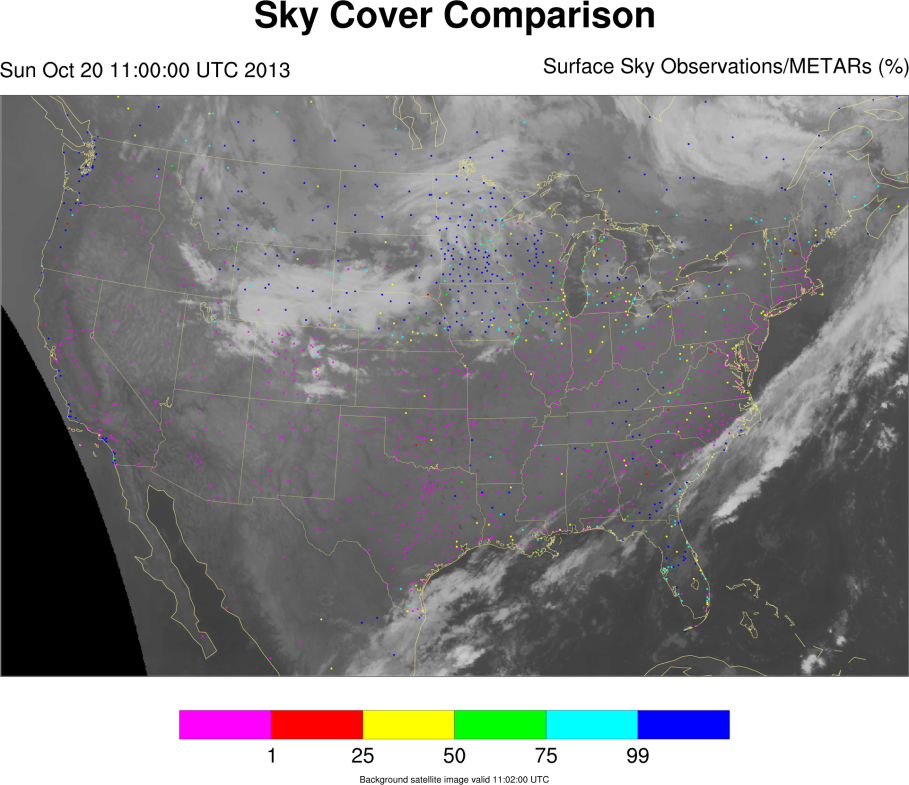 Sky Cover Comparison
Sun Oct 20 11:00:00 UTC 2013
Surface Sky Observations/METARs (%)
1 25 50 75 99
Background satellite image valid 11:02:00 UTC